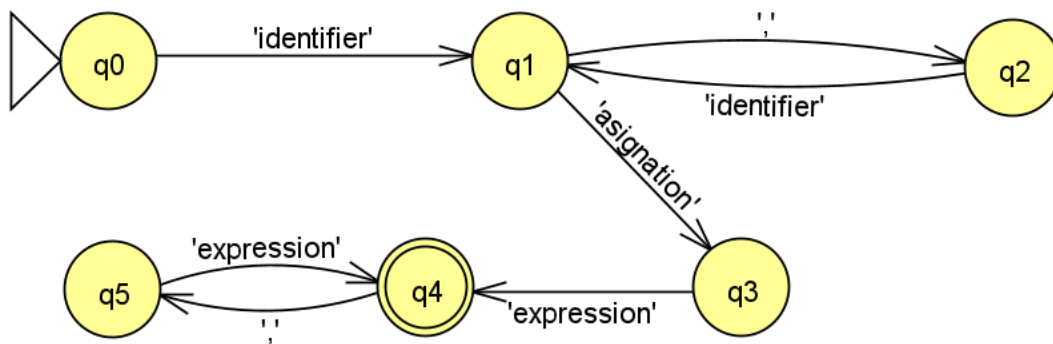 'identifier'
','
q0
q1
q2
'identifier'
'asignation'
'expression'
q5
q4
q3
'expression'
','